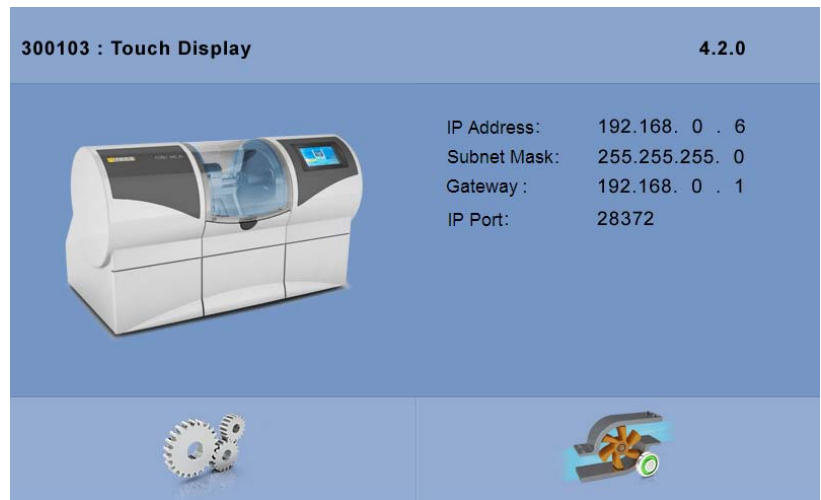 300103 : Touch Display 4.2.0
IP Address: 192.168. 0 . 6
Subnet Mask: 255.255.255. 0
Gateway : 192.168. 0 . 1
IP Port: 28372